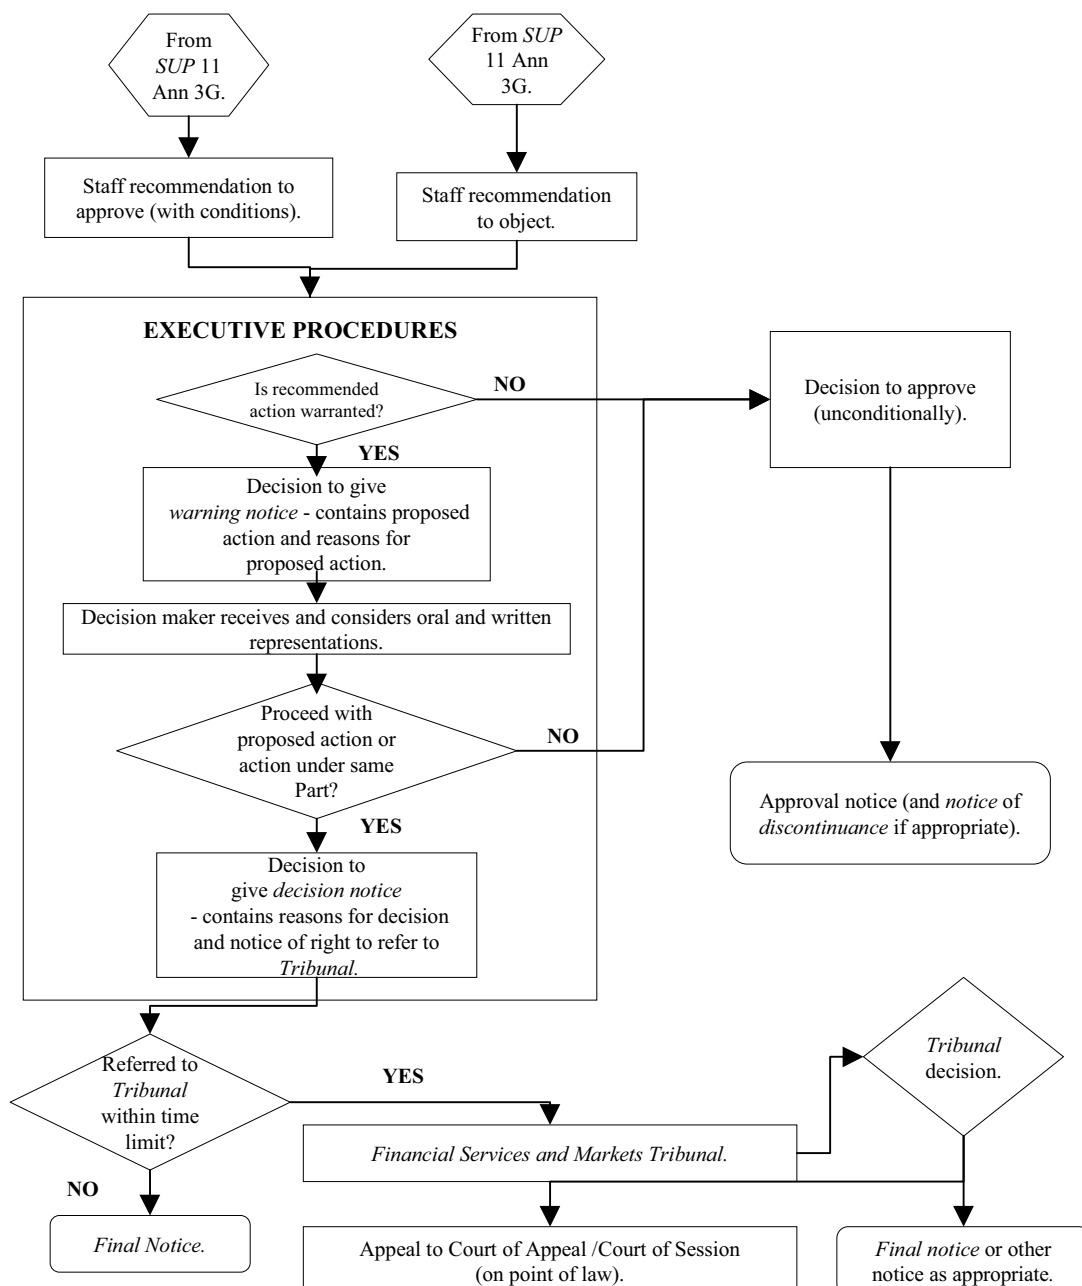 From
SUP 11
Ann 3G.
From SUP
11 Ann
3G.
Staff recommendation to
approve (with conditions).
Staff recommendation
to object.
EXECUTIVE PROCEDURES
Is recommended
action warranted?
NO
YES
Decision to approve
(unconditionally).
Decision to give
warning notice - contains proposed
action and reasons for
proposed action.
Decision maker receives and considers oral and written
representations.
Proceed with
proposed action or
action under same
Part?
NO
YES
Approval notice (and notice of
discontinuance if appropriate).
Decision to
give decision notice
- contains reasons for decision
and notice of right to refer to
Tribunal.
Referred to
Tribunal
within time
limit?
YES
NO
Tribunal
decision.
Financial Services and Markets Tribunal.
Final Notice.
Appeal to Court of Appeal /Court of Session
(on point of law).
Final notice or other
notice as appropriate.